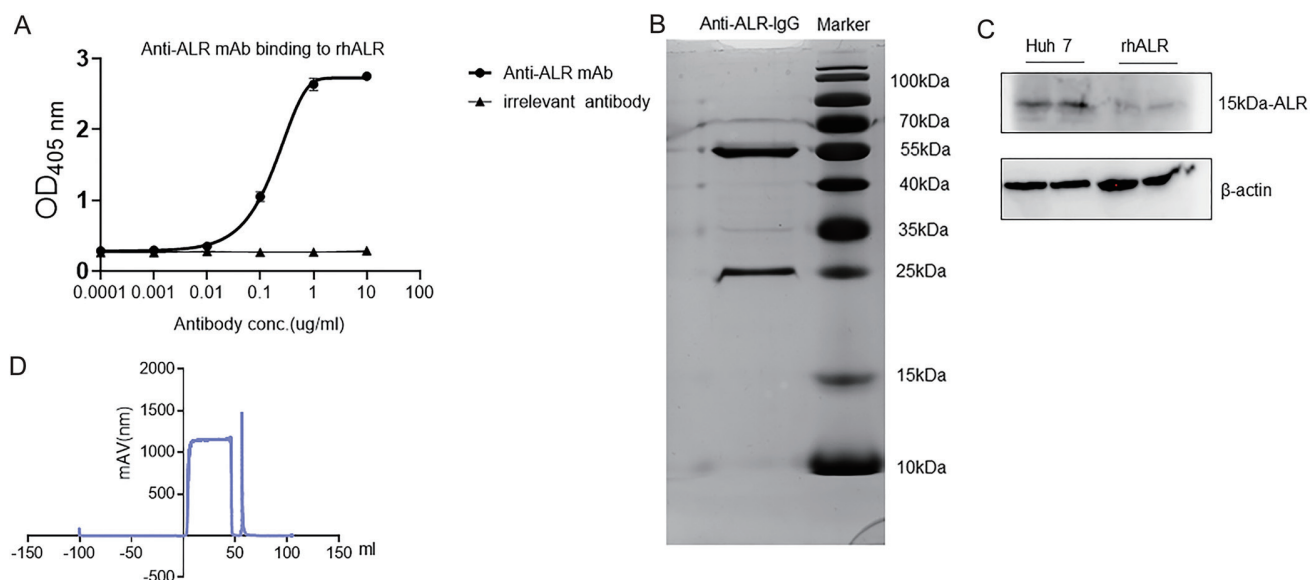 A
Anti-ALR mAb binding to rhALR
3
2
1
0
OD405 nm
0.0001 0.001 0.01 0.1 1 10 100
Antibody conc.(ug/ml)
Anti-ALR mAb
irrelevant antibody
B
Anti-ALR-IgG Marker
100kDa
70kDa
55kDa
40kDa
35kDa
25kDa
15kDa
10kDa
C
Huh 7 rhALR
15kDa-ALR
β-actin
D
2000
1500
1000
500
-500
mAV(nm)
-150 -100 -50 50 100 150 ml